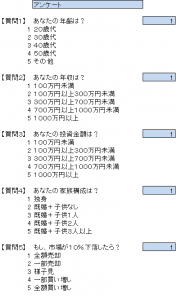 アンケート
【質問1】 あなたの年齢は? 1
1 20歳代
2 30歳代
3 40歳代
4 50歳代
5 その他
【質問2】 あなたの年収は? 1
1 100万円未満
2 100万円以上300万円未満
3 300万円以上700万円未満
4 700万円以上1000万円未満
5 1000万円以上
【質問3】 あなたの投資金額は? 1
1 100万円未満
2 100万円以上300万円未満
3 300万円以上700万円未満
4 700万円以上1000万円未満
5 1000万円以上
【質問4】 あなたの家族構成は? 1
1 独身
2 既婚+子供なし
3 既婚+子供1人
4 既婚+子供2人
5 既婚+子供3人以上
【質問5】 もし、市場が10%下落したら? 1
1 全額売却
2 一部売却
3 様子見
4 一部買い増し
5 全額買い増し